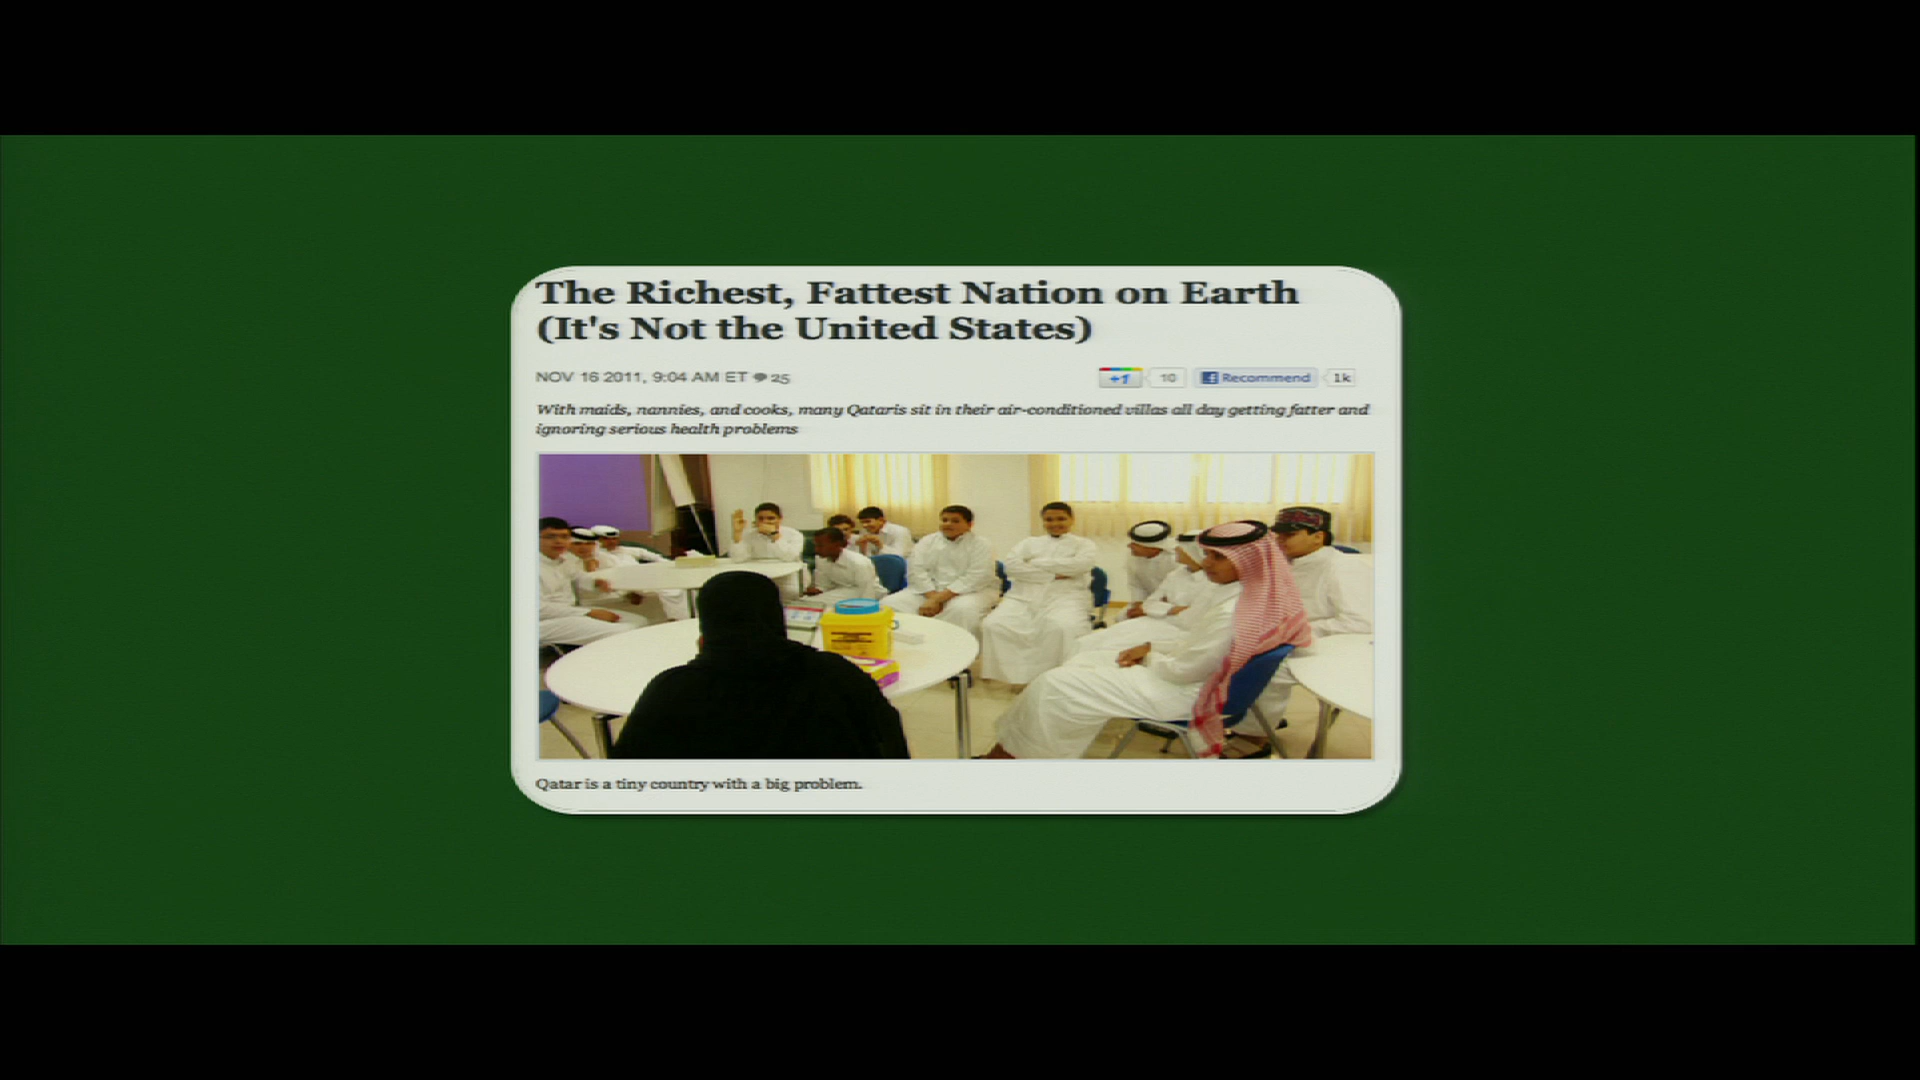 The Richest, Fattest Nation on Earth
(It's Not the United States)
NOV 16 2011, 9:04 AM ET 25
+1 10 Recommend 1k
With maids, nannies, and cooks, many Qataris sit in their air-conditioned villas all day getting fatter and
ignoring serious health problems
Qatar is a tiny country with a big problem.